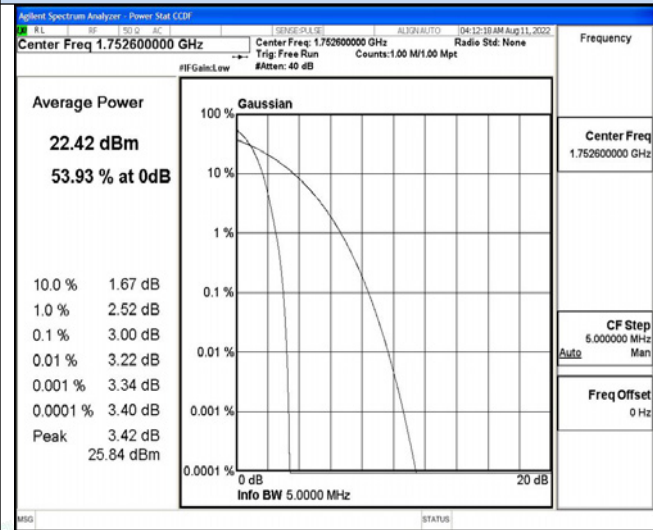 Agilent Spectrum Analyzer - Power Stat CCDF
RL RF 50 Ω AC SENSE:PULSE ALIGN AUTO 04:12:18 AM Aug 11, 2022
Center Freq 1.752600000 GHz
Center Freq: 1.752600000 GHz Radio Std: None
Trig: Free Run Counts:1.00 M/1.00 Mpt
#IFGain:Low #Atten: 40 dB
Frequency
Average Power
22.42 dBm
53.93 % at 0dB
10.0 % 1.67 dB
1.0 % 2.52 dB
0.1 % 3.00 dB
0.01 % 3.22 dB
0.001 % 3.34 dB
0.0001 % 3.40 dB
Peak 3.42 dB
25.84 dBm
Gaussian
100 %
10 %
1 %
0.1 %
0.01 %
0.001 %
0.0001 %
0 dB 20 dB
Info BW 5.0000 MHz
Center Freq
1.752600000 GHz
CF Step
5.000000 MHz
Auto Man
Freq Offset
0 Hz
MSG STATUS